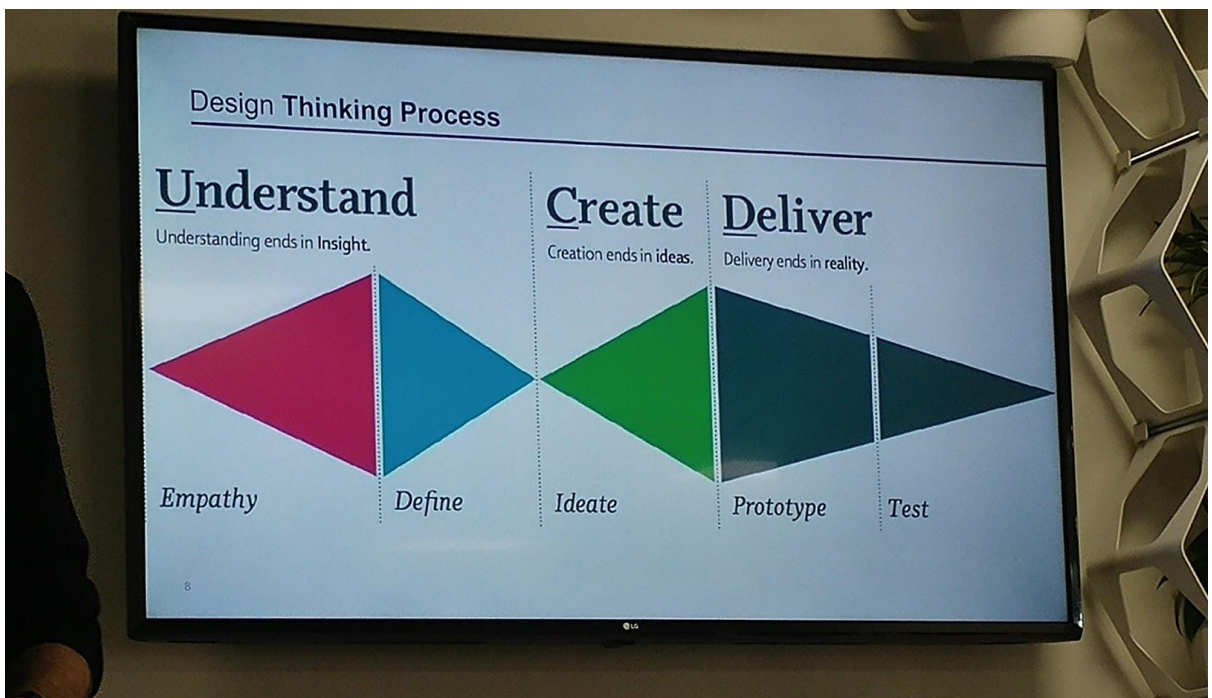 Design Thinking Process
Understand
Understanding ends in Insight.
Create
Creation ends in ideas.
Deliver
Delivery ends in reality.
Empathy
Define
Ideate
Prototype
Test
8
LG